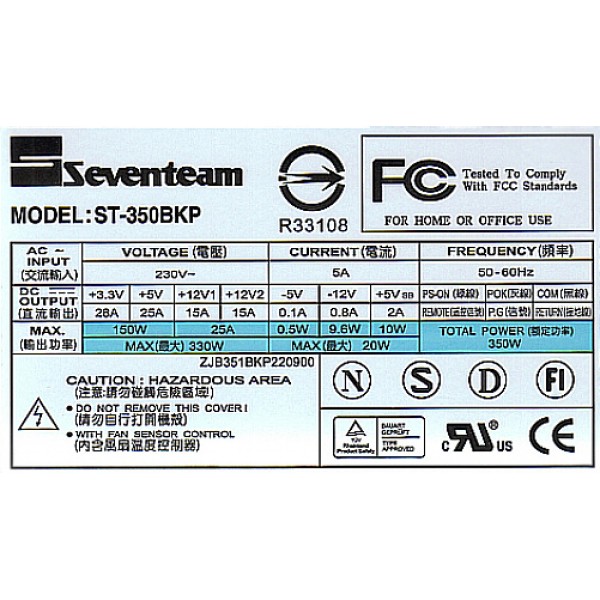 Seventeam
MODEL:ST-350BKP
R33108
FC
Tested To Comply
With FCC Standards
FOR HOME OR OFFICE USE
AC ~ INPUT (交流輸入) VOLTAGE (電壓) CURRENT (電流) FREQUENCY(頻率)
230V~ 5A 50-60Hz
DC OUTPUT (直流輸出) +3.3V +5V +12V1 +12V2 -5V -12V +5VSB PS-ON (綠線) POK(灰線) COM(黑線)
28A 25A 15A 15A 0.1A 0.8A 2A REMOTE(遙控信號) P.G(信號) RETURN(接地)
MAX. (輸出功率) 150W 25A 0.5W 9.6W 10W TOTAL POWER (額定功率)
MAX(最大) 330W MAX(最大) 20W 350W
ZJB351BKP220900
CAUTION : HAZARDOUS AREA
(注意:請勿碰觸危險區域)
DO NOT REMOVE THIS COVER!
(請勿自行打開機殼)
WITH FAN SENSOR CONTROL
(內含風扇溫度控制器)
N S D FI
TÜV
Rheinland
Product Safety
BAUART
GEPRÜFT
TYPE
APPROVED
c RU US
CE